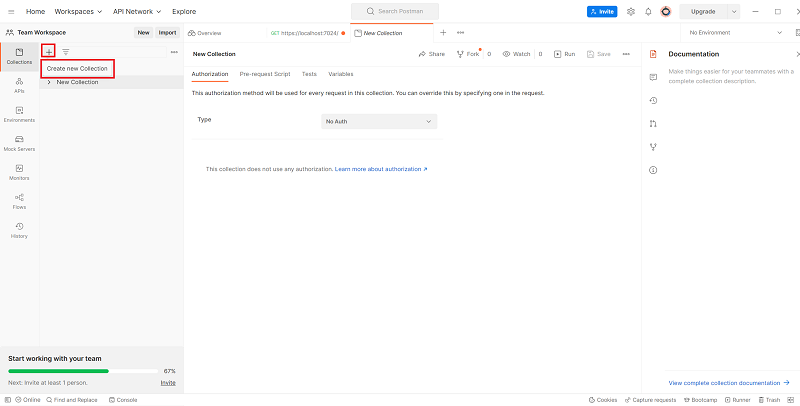 Home Workspaces API Network Explore Search Postman Invite Upgrade
Team Workspace New Import Overview GET https://localhost:7024/ New Collection No Environment
Collections
APIs
Environments
Mock Servers
Monitors
Flows
History
Create new Collection
New Collection
New Collection Share Fork 0 Watch 0 Run Save
Authorization Pre-request Script Tests Variables
This authorization method will be used for every request in this collection. You can override this by specifying one in the request.
Type No Auth
This collection does not use any authorization. Learn more about authorization ↗
Documentation
Make things easier for your teammates with a
complete collection description.
View complete collection documentation →
Start working with your team
67%
Next: Invite at least 1 person. Invite
Online Find and Replace Console Cookies Capture requests Bootcamp Runner Trash